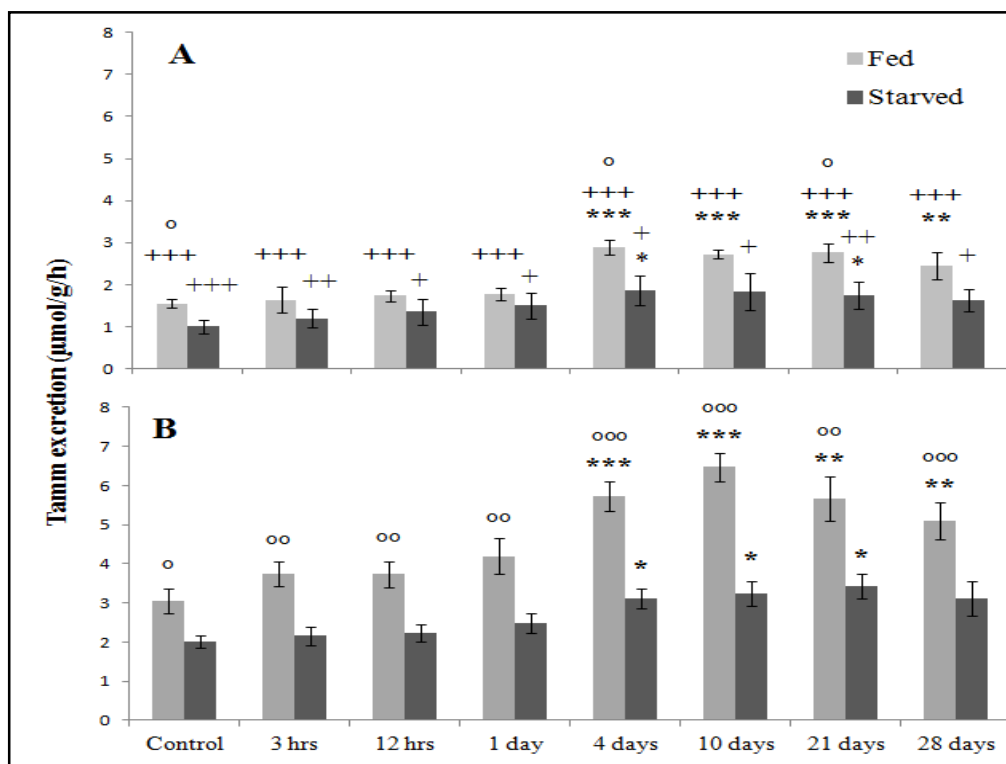 A
Fed
Starved
8
7
6
5
4
3
2
1
0
o o
+++ +++ +++ +++
*** *** *** **
o + ++
+++ +++ +++ +++ * + * +
+++ ++ + +
Tamm excretion (µmol/g/h)
B
8
7
6
5
4
3
2
1
0
ooo ooo oo ooo
*** *** ** **
o oo oo oo
* * *
Control 3 hrs 12 hrs 1 day 4 days 10 days 21 days 28 days